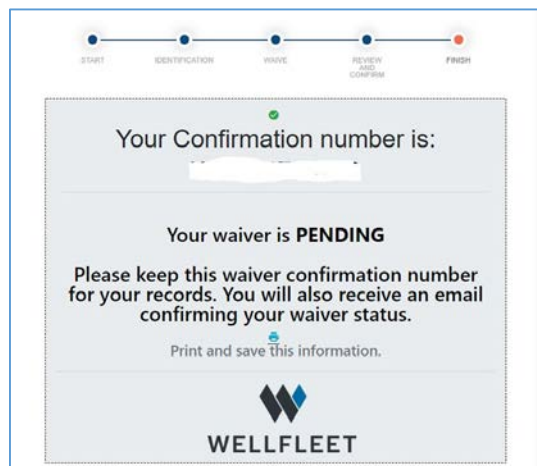 START IDENTIFICATION WAIVE REVIEW AND CONFIRM FINISH
Your Confirmation number is:
Your waiver is PENDING
Please keep this waiver confirmation number
for your records. You will also receive an email
confirming your waiver status.
Print and save this information.
WELLFLEET